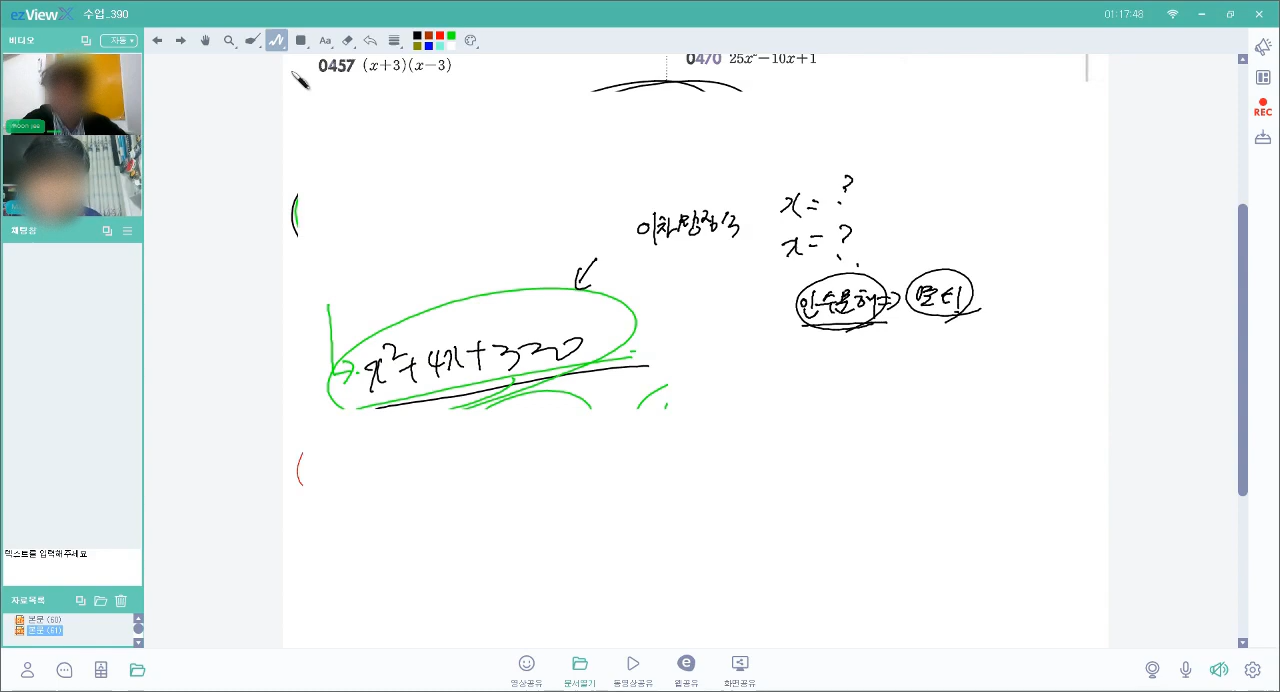 ezView X 수업_390
01:17:48
비디오
자동
Aa
moon jae
0457 (x+3)(x−3)
0470 25x²−10x+1
REC
채팅창
이차방정식
x = ?
x = ?
인수분해 ⇒
x²+4x+3=0
텍스트를 입력해주세요
자료목록
본문 (60)
본문 (61)
영상공유
문서열기
동영상공유
웹공유
화면공유